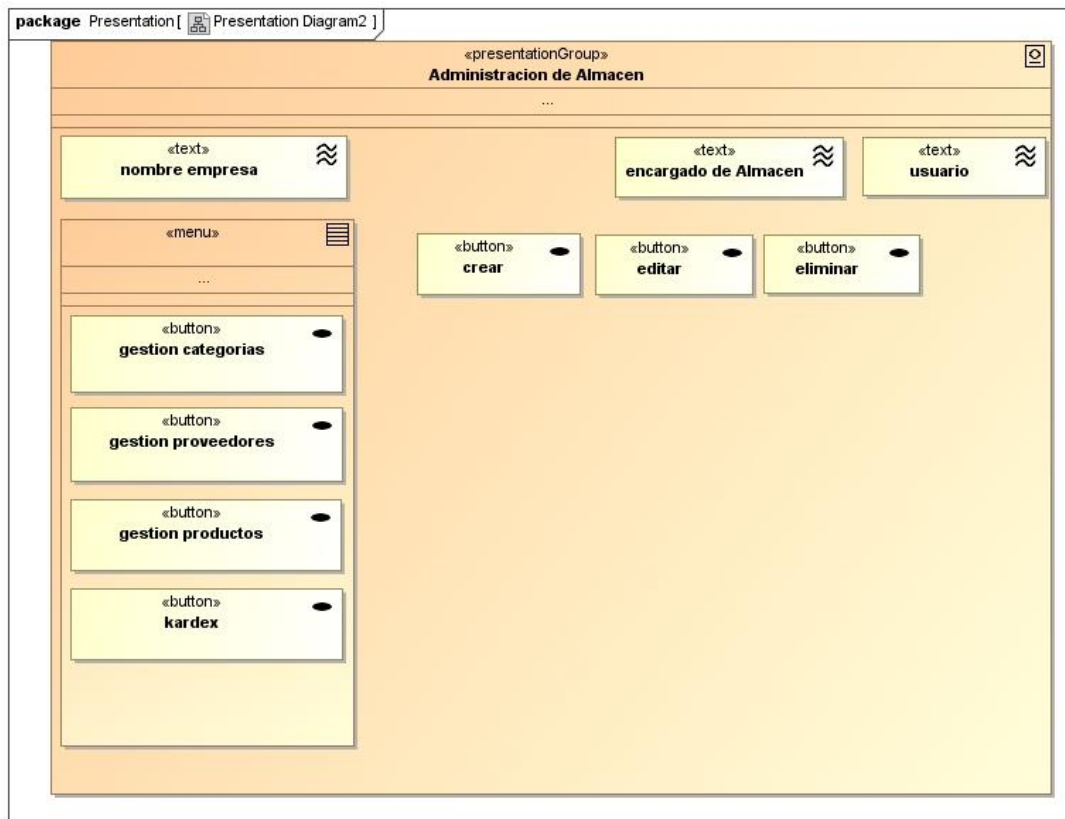 package Presentation [ Presentation Diagram2 ]
«presentationGroup»
Administracion de Almacen
...
«text»
nombre empresa
«text»
encargado de Almacen
«text»
usuario
«menu»
...
«button»
crear
«button»
editar
«button»
eliminar
«button»
gestion categorias
«button»
gestion proveedores
«button»
gestion productos
«button»
kardex